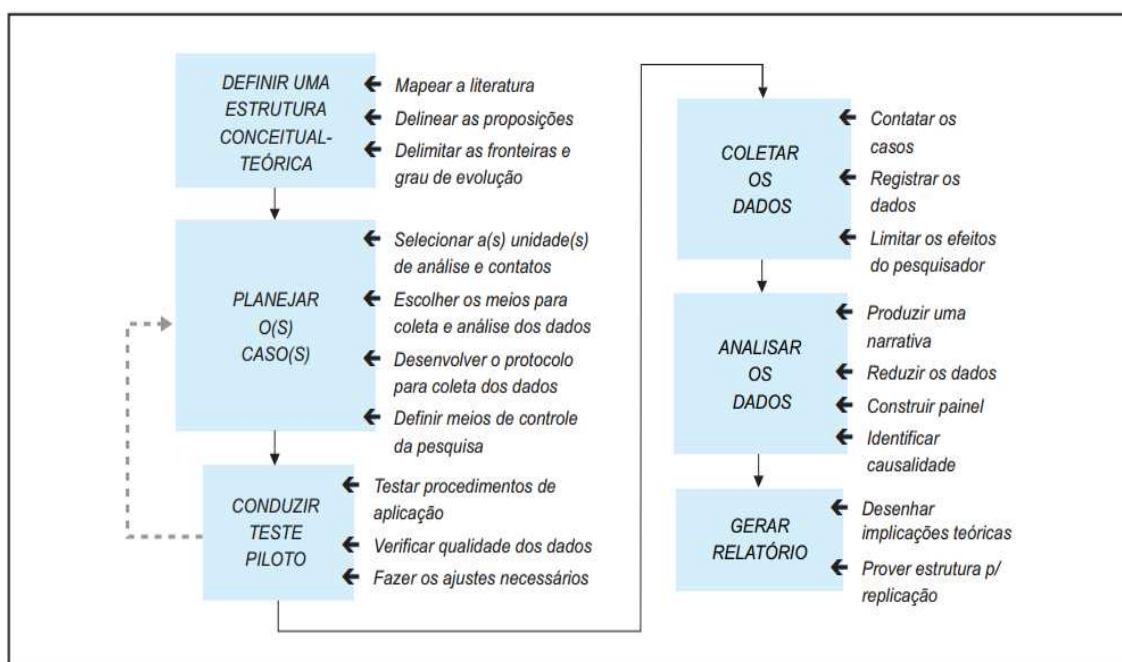 DEFINIR UMA
ESTRUTURA
CONCEITUAL-
TEÓRICA
Mapear a literatura
Delinear as proposições
Delimitar as fronteiras e
grau de evolução
PLANEJAR
O(S)
CASO(S)
Selecionar a(s) unidade(s)
de análise e contatos
Escolher os meios para
coleta e análise dos dados
Desenvolver o protocolo
para coleta dos dados
Definir meios de controle
da pesquisa
CONDUZIR
TESTE
PILOTO
Testar procedimentos de
aplicação
Verificar qualidade dos dados
Fazer os ajustes necessários
COLETAR
OS
DADOS
Contatar os
casos
Registrar os
dados
Limitar os efeitos
do pesquisador
ANALISAR
OS
DADOS
Produzir uma
narrativa
Reduzir os dados
Construir painel
Identificar
causalidade
GERAR
RELATÓRIO
Desenhar
implicações teóricas
Prover estrutura p/
replicação